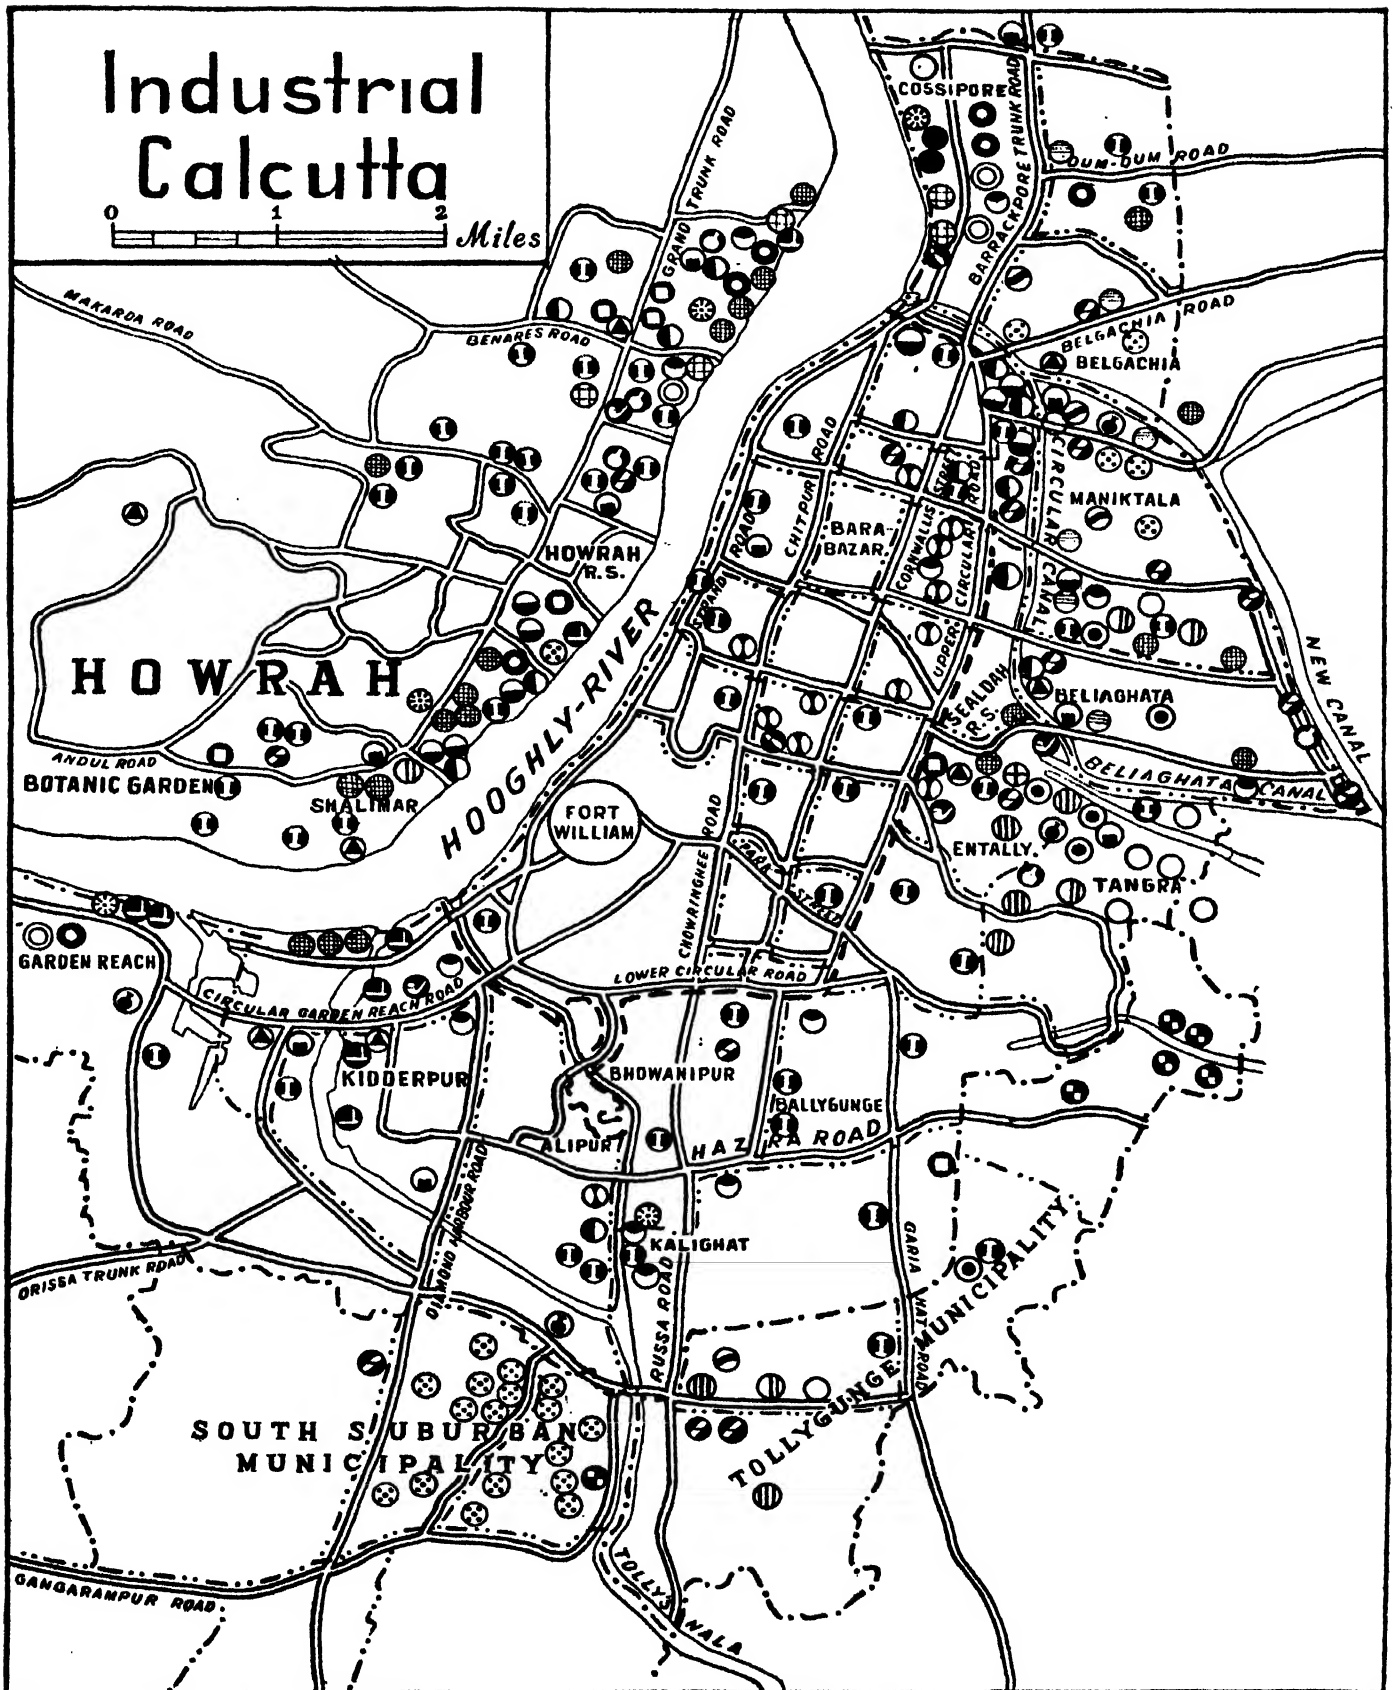 Industrial
Calcutta
0 1 2
Miles
GRAND TRUNK ROAD
COSSIPORE
BARRACKPORE TRUNK ROAD
DUM-DUM ROAD
MAKARDA ROAD
BENARES ROAD
BELGACHIA ROAD
BELGACHIA
CHITPUR ROAD
CIRCULAR CANAL
MANIKTALA
BARA-
BAZAR
CORNWALLIS STREET
UPPER CIRCULAR ROAD
STRAND ROAD
HOWRAH
R.S.
HOWRAH
HOOGHLY-RIVER
NEW CANAL
SEALDAH
R.S.
BELIAGHATA
BELIAGHATA CANAL
ANDUL ROAD
BOTANIC GARDEN
SHALIMAR
FORT
WILLIAM
CHOWRINGHEE ROAD
PARK STREET
ENTALLY
TANGRA
GARDEN REACH
CIRCULAR GARDEN REACH ROAD
LOWER CIRCULAR ROAD
KIDDERPUR
BHOWANIPUR
BALLYGUNGE
ALIPUR
HAZRA ROAD
DIAMOND HARBOUR ROAD
KALIGHAT
RUSSA ROAD
GARIA HAT ROAD
ORISSA TRUNK ROAD
TOLLYGUNGE MUNICIPALITY
SOUTH SUBURBAN
MUNICIPALITY
GANGARAMPUR ROAD
TOLLY'S NALA